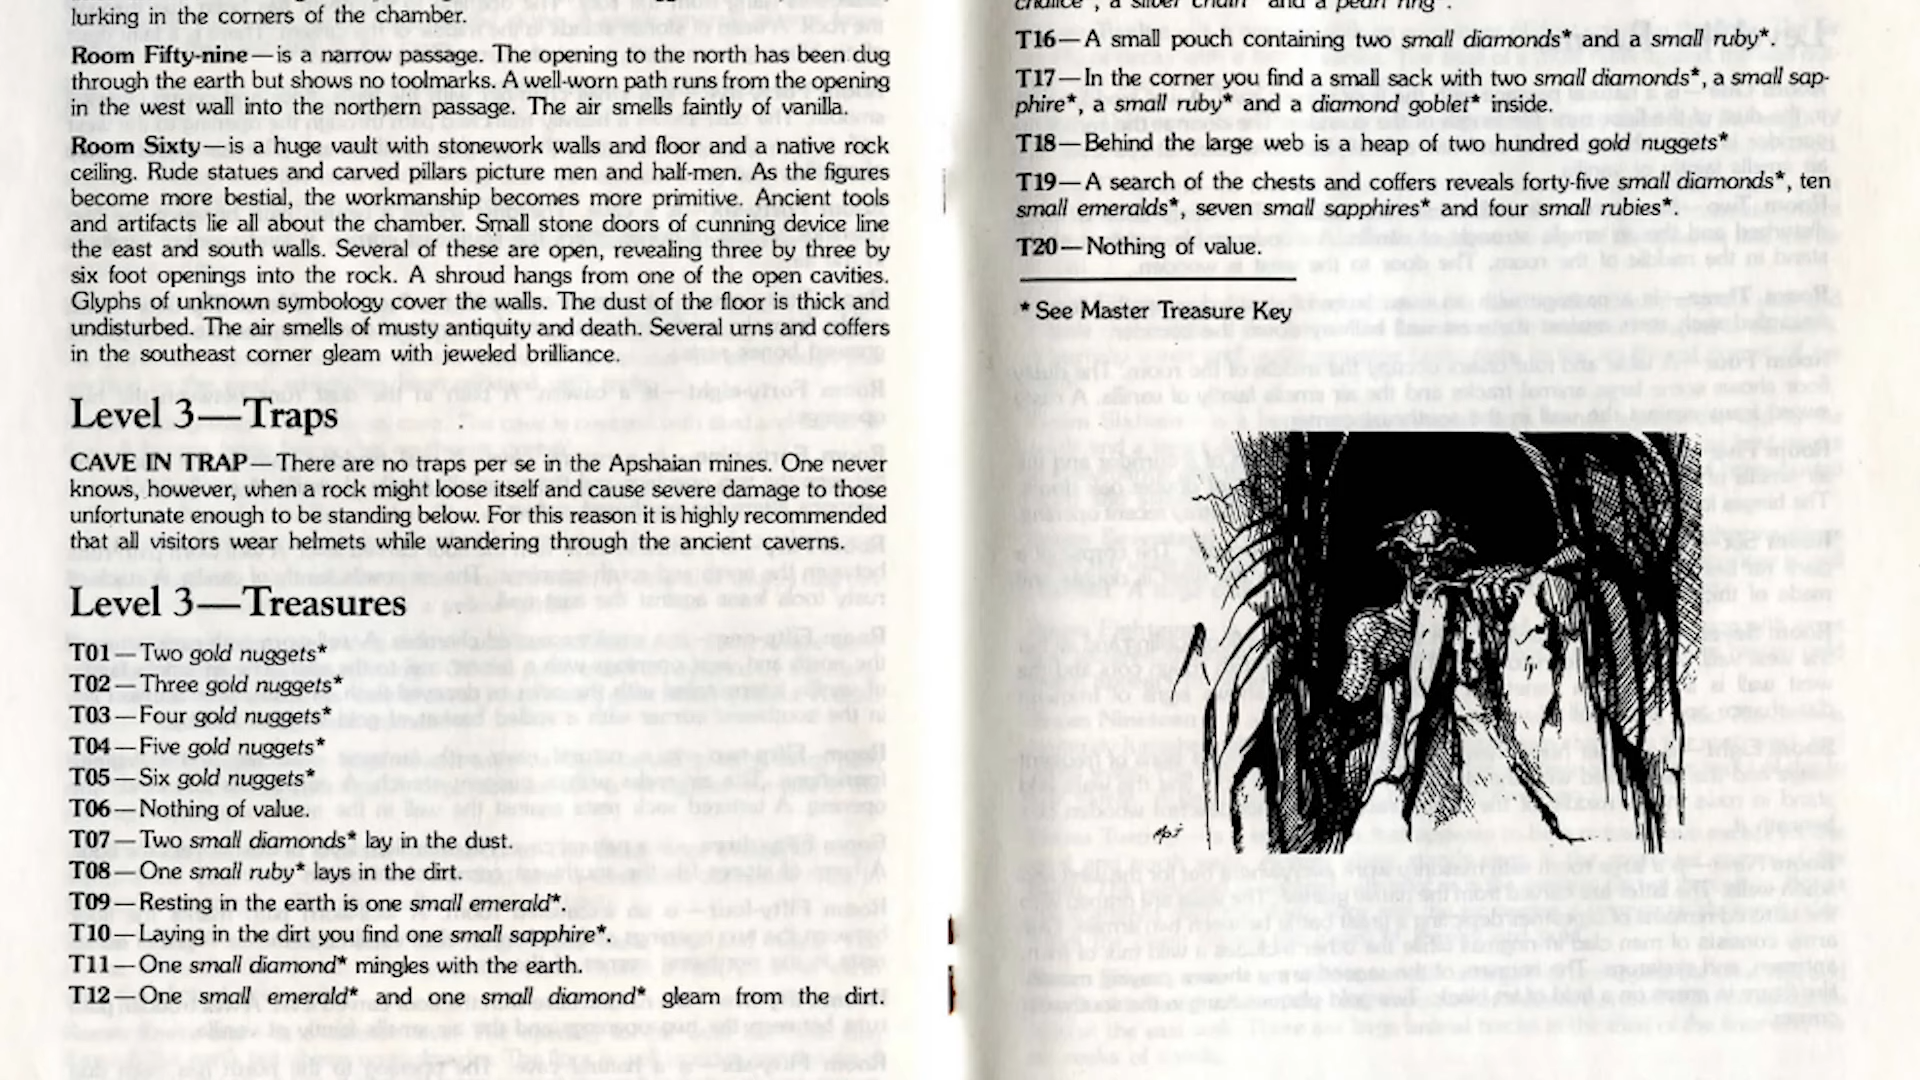 lurking in the corners of the chamber.
Room Fifty-nine—is a narrow passage. The opening to the north has been dug
through the earth but shows no toolmarks. A well-worn path runs from the opening
in the west wall into the northern passage. The air smells faintly of vanilla.
Room Sixty—is a huge vault with stonework walls and floor and a native rock
ceiling. Rude statues and carved pillars picture men and half-men. As the figures
become more bestial, the workmanship becomes more primitive. Ancient tools
and artifacts lie all about the chamber. Small stone doors of cunning device line
the east and south walls. Several of these are open, revealing three by three by
six foot openings into the rock. A shroud hangs from one of the open cavities.
Glyphs of unknown symbology cover the walls. The dust of the floor is thick and
undisturbed. The air smells of musty antiquity and death. Several urns and coffers
in the southeast corner gleam with jeweled brilliance.
Level 3—Traps
CAVE IN TRAP—There are no traps per se in the Apshaian mines. One never
knows, however, when a rock might loose itself and cause severe damage to those
unfortunate enough to be standing below. For this reason it is highly recommended
that all visitors wear helmets while wandering through the ancient caverns.
Level 3—Treasures
T01—Two gold nuggets*
T02—Three gold nuggets*
T03—Four gold nuggets*
T04—Five gold nuggets*
T05—Six gold nuggets*
T06—Nothing of value.
T07—Two small diamonds* lay in the dust.
T08—One small ruby* lays in the dirt.
T09—Resting in the earth is one small emerald*.
T10—Laying in the dirt you find one small sapphire*.
T11—One small diamond* mingles with the earth.
T12—One small emerald* and one small diamond* gleam from the dirt.
chalice*, a silver chain* and a pearl ring*.
T16—A small pouch containing two small diamonds* and a small ruby*.
T17—In the corner you find a small sack with two small diamonds*, a small sap-
phire*, a small ruby* and a diamond goblet* inside.
T18—Behind the large web is a heap of two hundred gold nuggets*
T19—A search of the chests and coffers reveals forty-five small diamonds*, ten
small emeralds*, seven small sapphires* and four small rubies*.
T20—Nothing of value.
* See Master Treasure Key